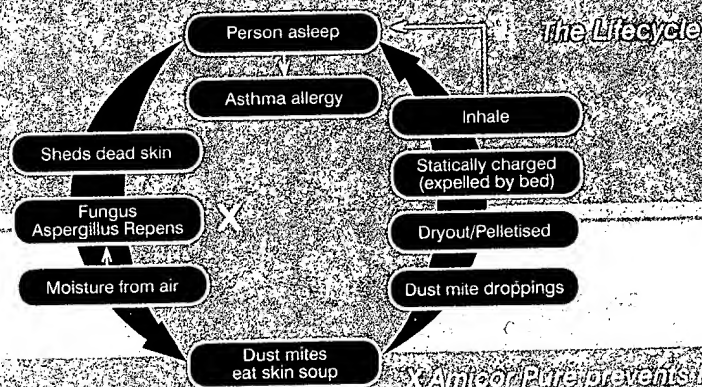 The Lifecycle
Person asleep
Asthma allergy
Inhale
Sheds dead skin
Statically charged
(expelled by bed)
Fungus
Aspergillus Repens
X
Dryout/Pelletised
Moisture from air
Dust mite droppings
Dust mites
eat skin soup
X Amicor Pure prevents